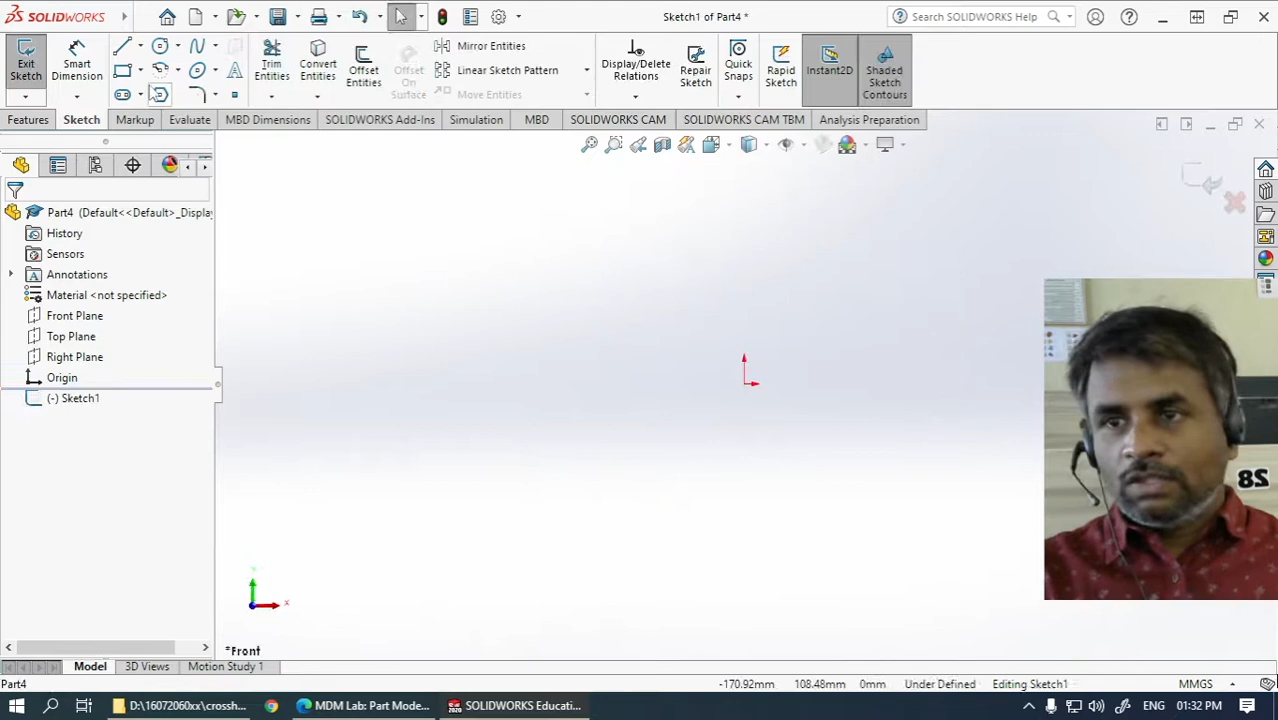 SOLIDWORKS
Sketch1 of Part4 *
Search SOLIDWORKS Help
Exit Sketch
Smart Dimension
Trim Entities
Convert Entities
Offset Entities
Offset On Surface
Mirror Entities
Linear Sketch Pattern
Move Entities
Display/Delete Relations
Repair Sketch
Quick Snaps
Rapid Sketch
Instant2D
Shaded Sketch Contours
Features
Sketch
Markup
Evaluate
MBD Dimensions
SOLIDWORKS Add-Ins
Simulation
MBD
SOLIDWORKS CAM
SOLIDWORKS CAM TBM
Analysis Preparation
Part4 (Default<<Default>_Displa
History
Sensors
Annotations
Material <not specified>
Front Plane
Top Plane
Right Plane
Origin
(-) Sketch1
28
*Front
Model
3D Views
Motion Study 1
Part4
-170.92mm
108.48mm
0mm
Under Defined
Editing Sketch1
MMGS
D:\16072060xx\crossh...
MDM Lab: Part Mode...
SOLIDWORKS Educati...
ENG
01:32 PM